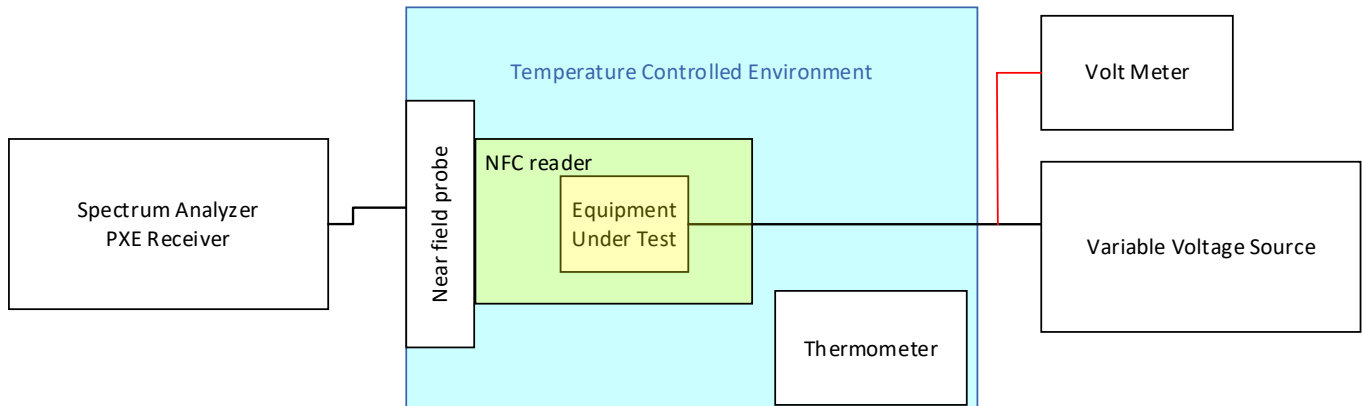 Temperature Controlled Environment
Volt Meter
Spectrum Analyzer
PXE Receiver
Near field probe
NFC reader
Equipment
Under Test
Variable Voltage Source
Thermometer